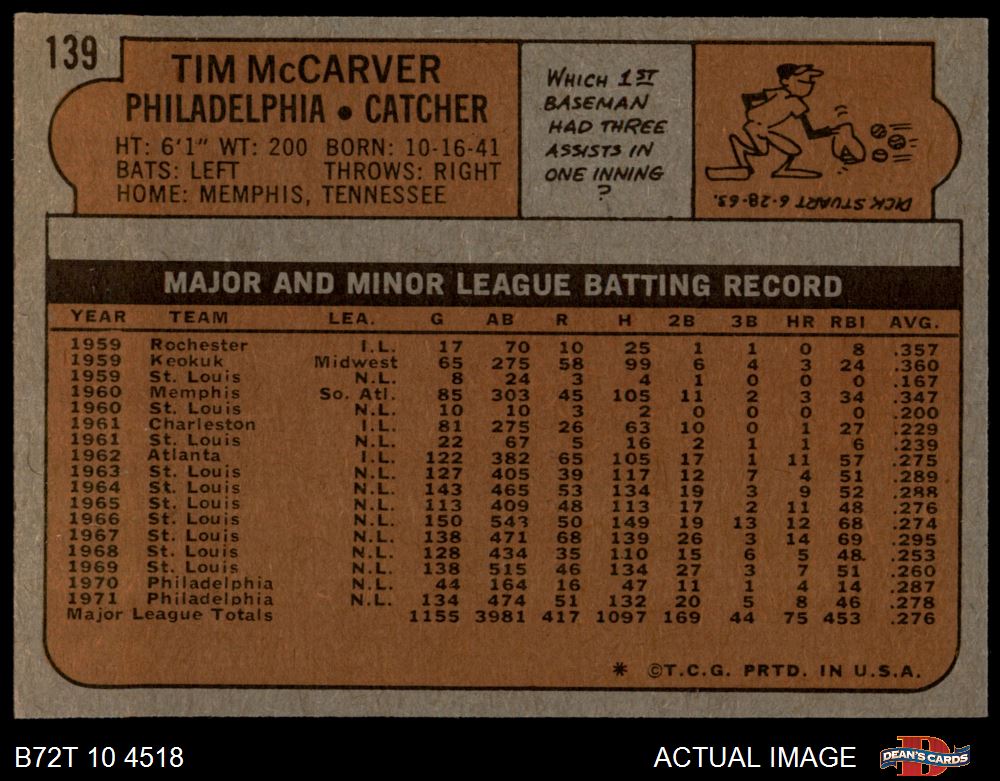 139
TIM McCARVER
PHILADELPHIA • CATCHER
HT: 6'1" WT: 200 BORN: 10-16-41
BATS: LEFT THROWS: RIGHT
HOME: MEMPHIS, TENNESSEE
WHICH 1ST
BASEMAN
HAD THREE
ASSISTS IN
ONE INNING
?
DICK STUART 6-28-63.
MAJOR AND MINOR LEAGUE BATTING RECORD
YEAR TEAM LEA. G AB R H 2B 3B HR RBI AVG.
1959 Rochester I.L. 17 70 10 25 1 1 0 8 .357
1959 Keokuk Midwest 65 275 58 99 6 4 3 24 .360
1959 St. Louis N.L. 8 24 3 4 1 0 0 0 .167
1960 Memphis So. Atl. 85 303 45 105 11 2 3 34 .347
1960 St. Louis N.L. 10 10 3 2 0 0 0 0 .200
1961 Charleston I.L. 81 275 26 63 10 0 1 27 .229
1961 St. Louis N.L. 22 67 5 16 2 1 1 6 .239
1962 Atlanta I.L. 122 382 65 105 17 1 11 57 .275
1963 St. Louis N.L. 127 405 39 117 12 7 4 51 .289
1964 St. Louis N.L. 143 465 53 134 19 3 9 52 .288
1965 St. Louis N.L. 113 409 48 113 17 2 11 48 .276
1966 St. Louis N.L. 150 543 50 149 19 13 12 68 .274
1967 St. Louis N.L. 138 471 68 139 26 3 14 69 .295
1968 St. Louis N.L. 128 434 35 110 15 6 5 48 .253
1969 St. Louis N.L. 138 515 46 134 27 3 7 51 .260
1970 Philadelphia N.L. 44 164 16 47 11 1 4 14 .287
1971 Philadelphia N.L. 134 474 51 132 20 5 8 46 .278
Major League Totals 1155 3981 417 1097 169 44 75 453 .276
* ©T.C.G. PRTD. IN U.S.A.
B72T 10 4518
ACTUAL IMAGE
D
DEAN'S CARDS